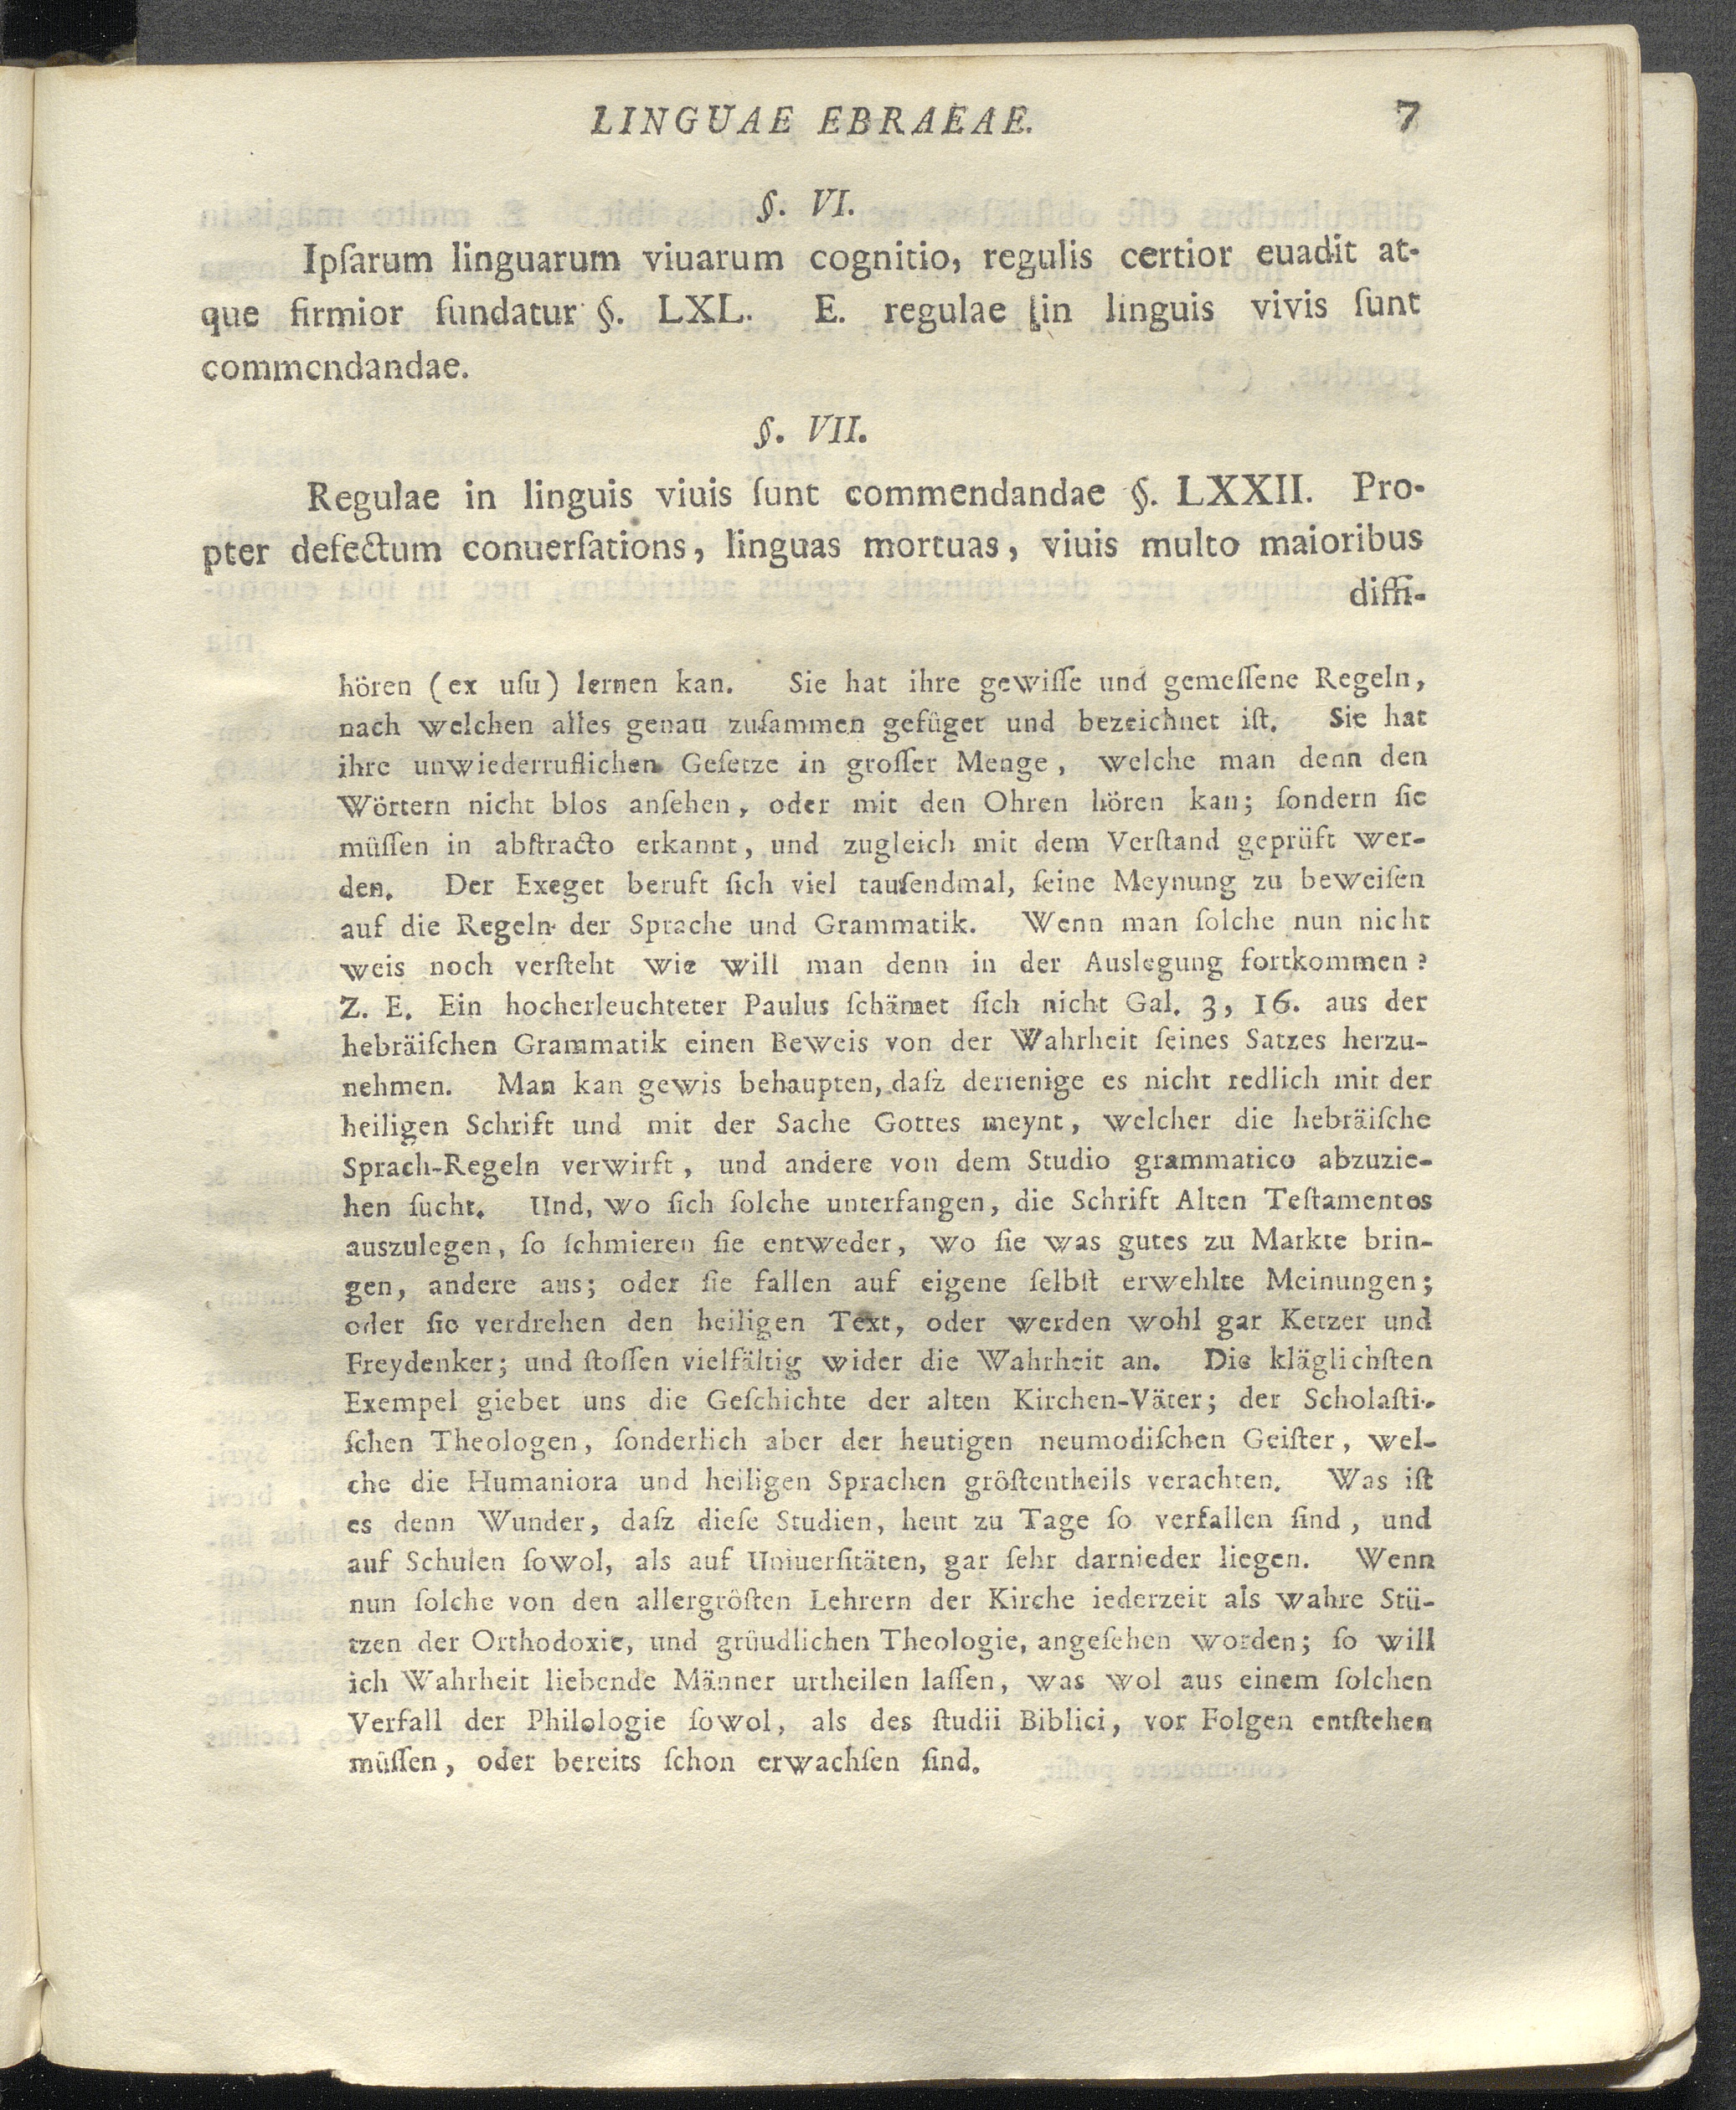 LINGUAE EBRAEAE. 7
§. VI.
Ipſarum linguarum viuarum cognitio, regulis certior euadit at-
que firmior fundatur §. LXL. E. regulae [in linguis vivis ſunt
commendandae.
§. VII.
Regulae in linguis viuis ſunt commendandae §. LXXII. Pro-
pter defectum conuerſations, linguas mortuas, viuis multo maioribus
diffi-
hören (ex uſu) lernen kan. Sie hat ihre gewiſſe und gemeſſene Regeln,
nach welchen alles genau zuſammen gefüget und bezeichnet iſt. Sie hat
ihre unwiederruflichen Geſetze in groſſer Menge, welche man denn den
Wörtern nicht blos anſehen, oder mit den Ohren hören kan; ſondern ſie
müſſen in abſtracto erkannt, und zugleich mit dem Verſtand geprüft wer-
den. Der Exeget beruft ſich viel tauſendmal, ſeine Meynung zu beweiſen
auf die Regeln der Sprache und Grammatik. Wenn man ſolche nun nicht
weis noch verſteht wie will man denn in der Auslegung fortkommen?
Z. E. Ein hocherleuchteter Paulus ſchämet ſich nicht Gal. 3, 16. aus der
hebräiſchen Grammatik einen Beweis von der Wahrheit ſeines Satzes herzu-
nehmen. Man kan gewis behaupten, daſz derienige es nicht redlich mit der
heiligen Schrift und mit der Sache Gottes meynt, welcher die hebräiſche
Sprach-Regeln verwirft, und andere von dem Studio grammatico abzuzie-
hen ſucht. Und, wo ſich ſolche unterfangen, die Schrift Alten Teſtamentes
auszulegen, ſo ſchmieren ſie entweder, wo ſie was gutes zu Markte brin-
gen, andere aus; oder ſie fallen auf eigene ſelbſt erwehlte Meinungen;
oder ſie verdrehen den heiligen Text, oder werden wohl gar Ketzer und
Freydenker; und ſtoſſen vielfältig wider die Wahrheit an. Die kläglichſten
Exempel giebet uns die Geſchichte der alten Kirchen-Väter; der Scholaſti-
ſchen Theologen, ſonderlich aber der heutigen neumodiſchen Geiſter, wel-
che die Humaniora und heiligen Sprachen gröſtentheils verachten. Was iſt
es denn Wunder, daſz dieſe Studien, heut zu Tage ſo verfallen ſind, und
auf Schulen ſowol, als auf Uniuerſitäten, gar ſehr darnieder liegen. Wenn
nun ſolche von den allergröſten Lehrern der Kirche iederzeit als wahre Stü-
tzen der Orthodoxie, und grüudlichen Theologie, angeſehen worden; ſo will
ich Wahrheit liebende Männer urtheilen laſſen, was wol aus einem ſolchen
Verfall der Philologie ſowol, als des ſtudii Biblici, vor Folgen entſtehen
müſſen, oder bereits ſchon erwachſen ſind.